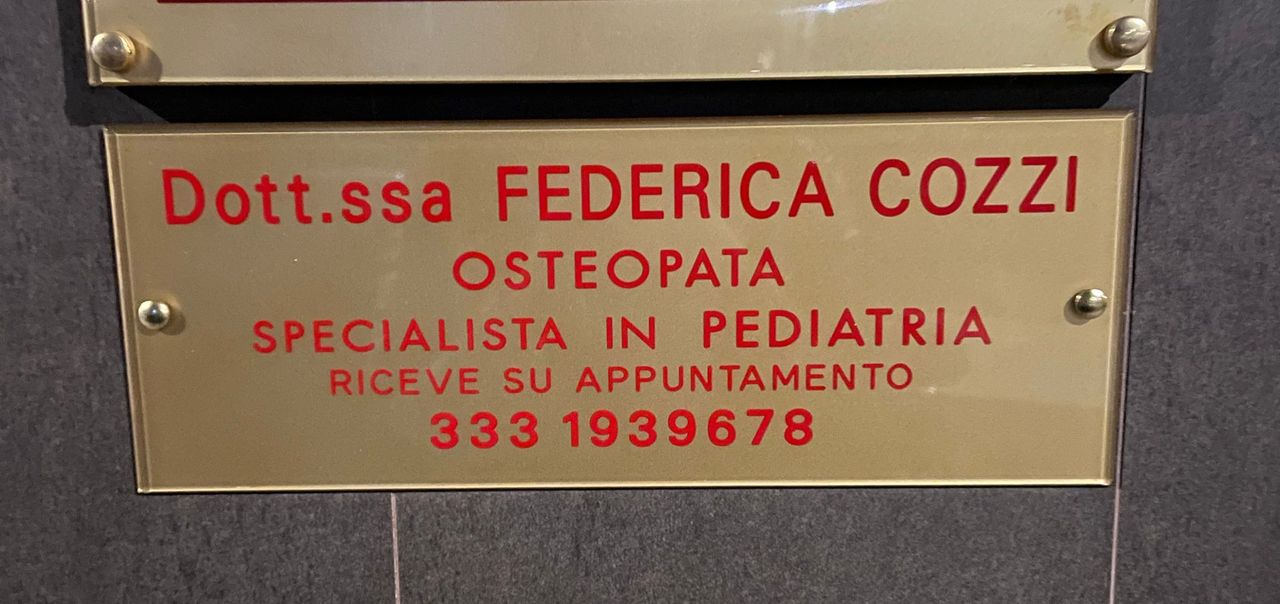 Dott.ssa FEDERICA COZZI
OSTEOPATA
SPECIALISTA IN PEDIATRIA
RICEVE SU APPUNTAMENTO
333 1939678